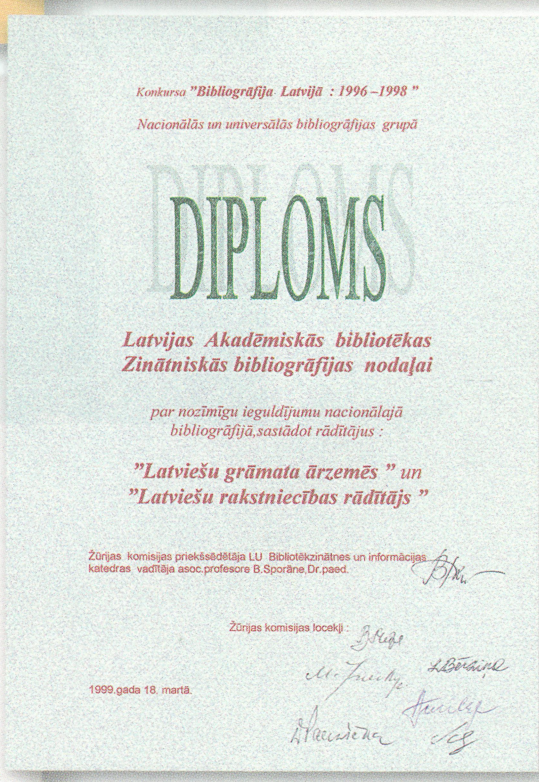 Konkursa "Bibliogrāfija Latvijā : 1996 –1998 "
Nacionālās un universālās bibliogrāfijas grupā
DIPLOMS
Latvijas Akadēmiskās bibliotēkas
Zinātniskās bibliogrāfijas nodaļai
par nozīmīgu ieguldījumu nacionālajā
bibliogrāfijā,sastādot rādītājus :
"Latviešu grāmata ārzemēs " un
"Latviešu rakstniecības rādītājs "
Žūrijas komisijas priekšsēdētāja LU Bibliotēkzinātnes un informācijas
katedras vadītāja asoc.profesore B.Sporāne,Dr.paed.
Žūrijas komisijas locekļi :
1999.gada 18. martā.